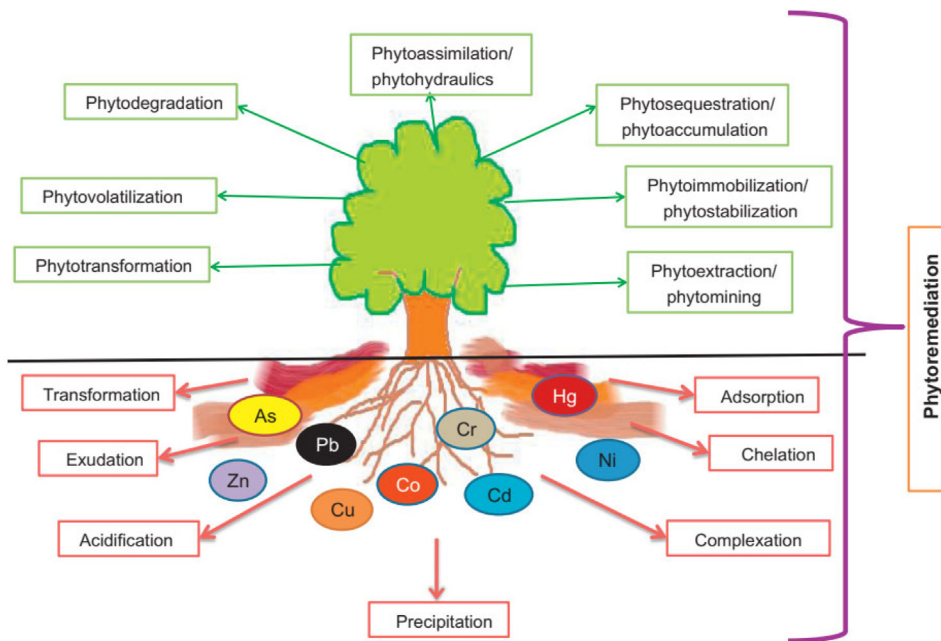 Phytoassimilation/
phytohydraulics
Phytodegradation
Phytosequestration/
phytoaccumulation
Phytovolatilization
Phytoimmobilization/
phytostabilization
Phytotransformation
Phytoextraction/
phytomining
Phytoremediation
Transformation
Hg
Adsorption
As
Pb
Cr
Exudation
Chelation
Zn
Ni
Co
Cd
Cu
Acidification
Complexation
Precipitation